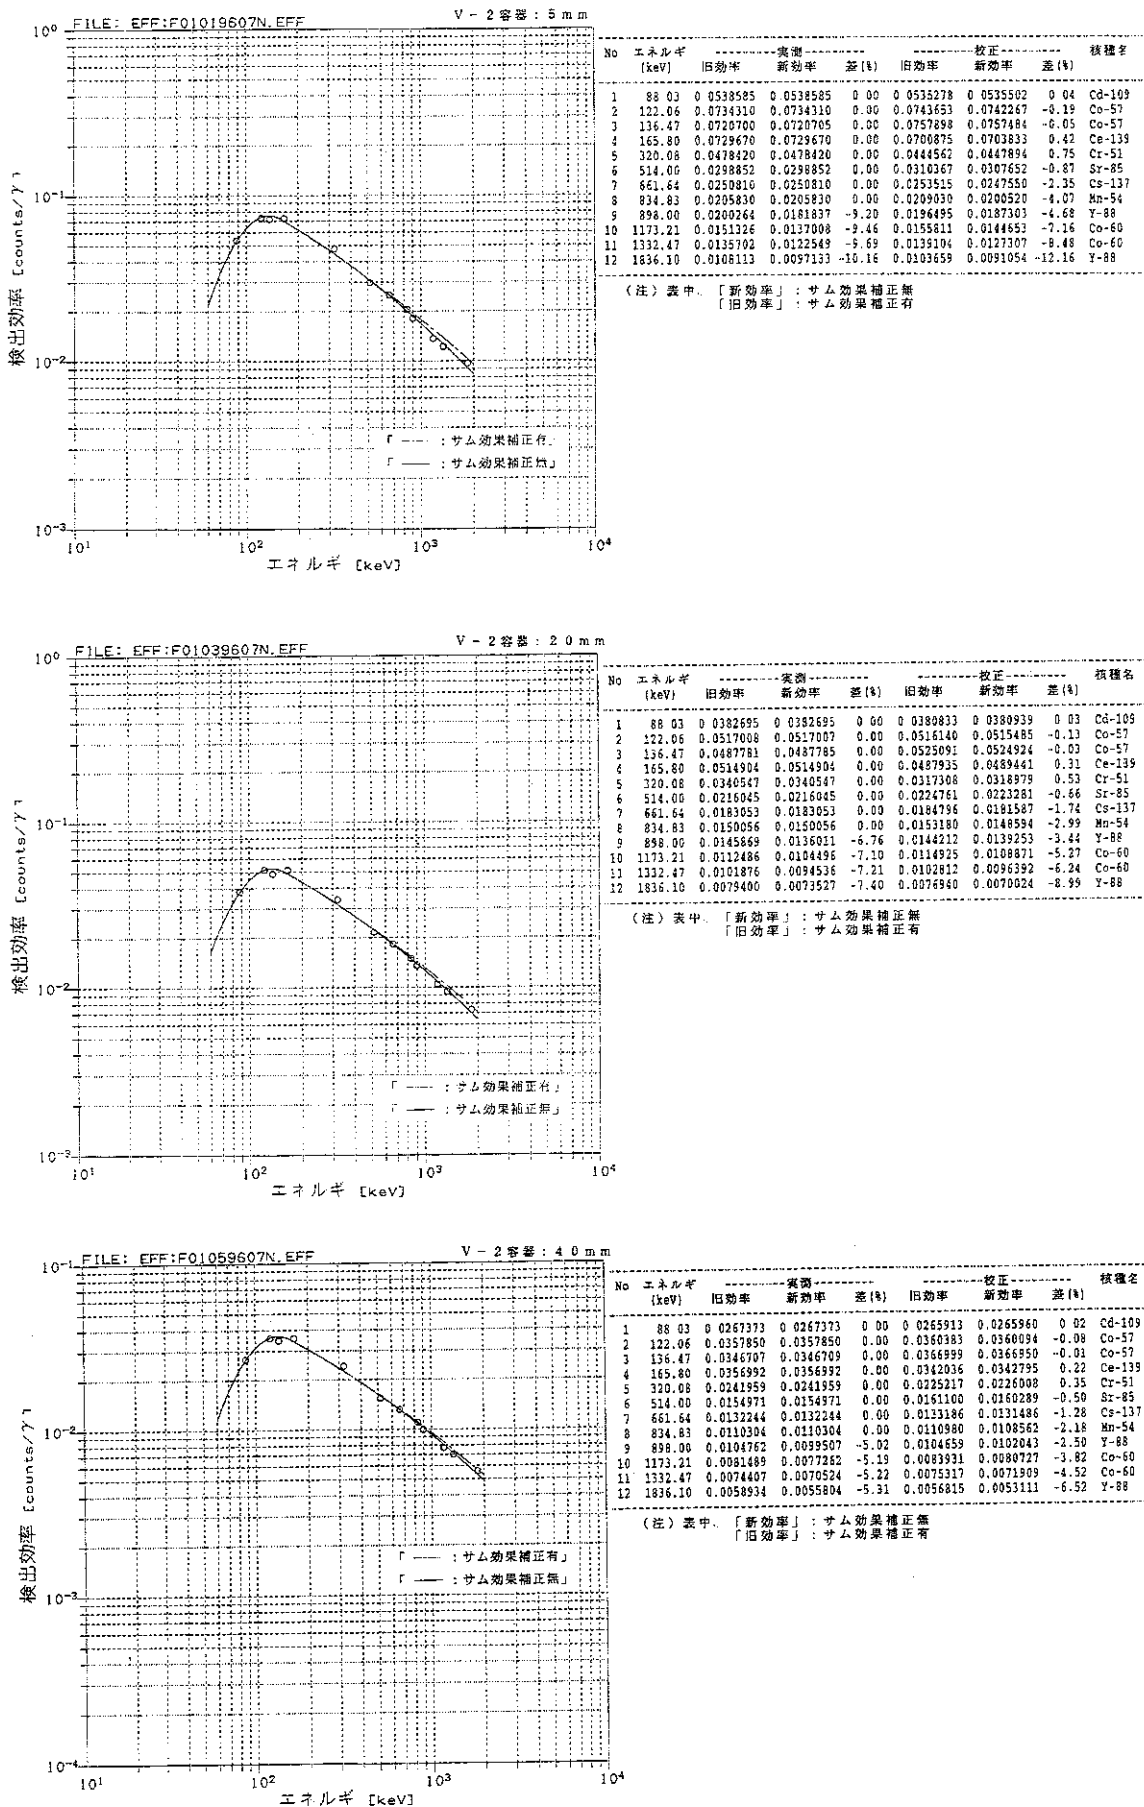 FILE: EFF:F01019607N.EFF
V-2容器:5mm
10⁰
10⁻¹
10⁻²
10⁻³
検出効率 [counts/γ]
「 —-— :サム効果補正有」
「 —— :サム効果補正無」
10¹ 10² 10³ 10⁴
エネルギ [keV]
No エネルギ ---------実測--------- ---------校正--------- 核種名
(keV) 旧効率 新効率 差(%) 旧効率 新効率 差(%)
1 88 03 0 0538585 0.0538585 0.00 0.0535278 0.0535502 0 04 Cd-109
2 122.06 0.0734310 0.0734310 0.00 0.0743653 0.0742267 -0.19 Co-57
3 136.47 0.0720700 0.0720705 0.00 0.0757898 0.0757484 -0.05 Co-57
4 165.80 0.0729670 0.0729670 0.00 0.0700875 0.0703833 0.42 Ce-139
5 320.08 0.0478420 0.0478420 0.00 0.0444562 0.0447894 0.75 Cr-51
6 514.00 0.0298852 0.0298852 0.00 0.0310367 0.0307652 -0.87 Sr-85
7 661.64 0.0250810 0.0250810 0.00 0.0253515 0.0247550 -2.35 Cs-137
8 834.83 0.0205830 0.0205830 0.00 0.0209030 0.0200520 -4.07 Mn-54
9 898.00 0.0200264 0.0181837 -9.20 0.0196495 0.0187303 -4.68 Y-88
10 1173.21 0.0151326 0.0137008 -9.46 0.0155811 0.0144653 -7.16 Co-60
11 1332.47 0.0135702 0.0122549 -9.69 0.0139104 0.0127307 -8.48 Co-60
12 1836.10 0.0108113 0.0097133 -10.16 0.0103659 0.0091054 -12.16 Y-88
(注)表中、「新効率」:サム効果補正無
「旧効率」:サム効果補正有
FILE: EFF:F01039607N.EFF
V-2容器:20mm
10⁰
10⁻¹
10⁻²
10⁻³
検出効率 [counts/γ]
「 —-— :サム効果補正有」
「 —— :サム効果補正無」
10¹ 10² 10³ 10⁴
エネルギ [keV]
No エネルギ ---------実測--------- ---------校正--------- 核種名
(keV) 旧効率 新効率 差(%) 旧効率 新効率 差(%)
1 88 03 0 0382695 0.0382695 0 00 0 0380833 0.0380939 0 03 Cd-109
2 122.06 0.0517008 0.0517007 0.00 0.0516140 0.0515485 -0.13 Co-57
3 136.47 0.0487781 0.0487785 0.00 0.0525091 0.0524924 -0.03 Co-57
4 165.80 0.0514904 0.0514904 0.00 0.0487935 0.0489441 0.31 Ce-139
5 320.08 0.0340547 0.0340547 0.00 0.0317308 0.0318979 0.53 Cr-51
6 514.00 0.0216045 0.0216045 0.00 0.0224761 0.0223281 -0.66 Sr-85
7 661.64 0.0183053 0.0183053 0.00 0.0184796 0.0181587 -1.74 Cs-137
8 834.83 0.0150056 0.0150056 0.00 0.0153180 0.0148594 -2.99 Mn-54
9 898.00 0.0145869 0.0136011 -6.76 0.0144212 0.0139253 -3.44 Y-88
10 1173.21 0.0112486 0.0104496 -7.10 0.0114925 0.0108871 -5.27 Co-60
11 1332.47 0.0101876 0.0094536 -7.21 0.0102812 0.0096392 -6.24 Co-60
12 1836.10 0.0079400 0.0073527 -7.40 0.0076940 0.0070024 -8.99 Y-88
(注)表中、「新効率」:サム効果補正無
「旧効率」:サム効果補正有
FILE: EFF:F01059607N.EFF
V-2容器:40mm
10⁻¹
10⁻²
10⁻³
10⁻⁴
検出効率 [counts/γ]
「 —-— :サム効果補正有」
「 —— :サム効果補正無」
10¹ 10² 10³ 10⁴
エネルギ [keV]
No エネルギ ---------実測--------- ---------校正--------- 核種名
(keV) 旧効率 新効率 差(%) 旧効率 新効率 差(%)
1 88 03 0 0267373 0.0267373 0 00 0.0265913 0.0265960 0 02 Cd-109
2 122.06 0.0357850 0.0357850 0.00 0.0360383 0.0360094 -0.08 Co-57
3 136.47 0.0346707 0.0346709 0.00 0.0366999 0.0366950 -0.01 Co-57
4 165.80 0.0356992 0.0356992 0.00 0.0342036 0.0342795 0.22 Ce-139
5 320.08 0.0241959 0.0241959 0.00 0.0225217 0.0226008 0.35 Cr-51
6 514.00 0.0154971 0.0154971 0.00 0.0161100 0.0160289 -0.50 Sr-85
7 661.64 0.0132244 0.0132244 0.00 0.0133186 0.0131486 -1.28 Cs-137
8 834.83 0.0110304 0.0110304 0.00 0.0110980 0.0108562 -2.18 Mn-54
9 898.00 0.0104762 0.0099507 -5.02 0.0104659 0.0102043 -2.50 Y-88
10 1173.21 0.0081489 0.0077262 -5.19 0.0083931 0.0080727 -3.82 Co-60
11 1332.47 0.0074407 0.0070524 -5.22 0.0075317 0.0071909 -4.52 Co-60
12 1836.10 0.0058934 0.0055804 -5.31 0.0056815 0.0053111 -6.52 Y-88
(注)表中、「新効率」:サム効果補正無
「旧効率」:サム効果補正有